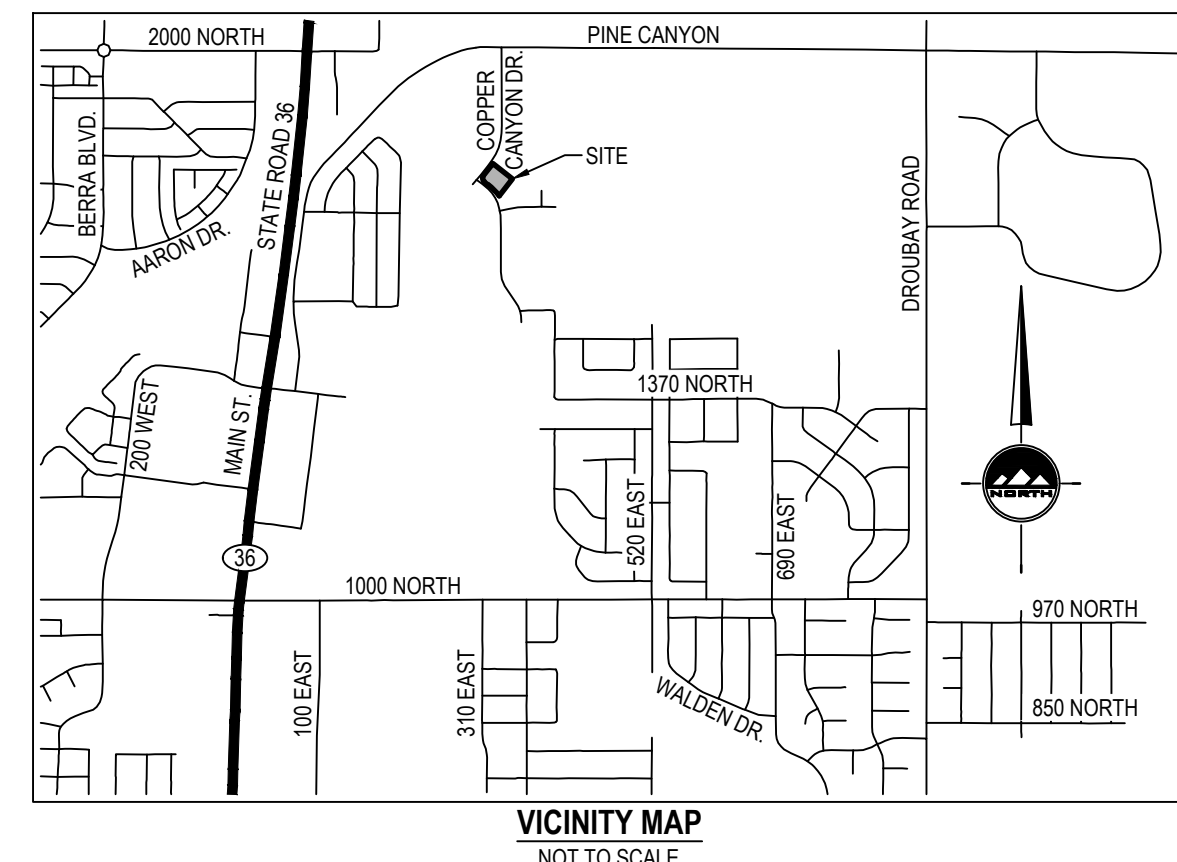 2000 NORTH
PINE CANYON
COPPER
CANYON DR.
SITE
BERRA BLVD.
STATE ROAD 36
AARON DR.
DROUBAY ROAD
1370 NORTH
200 WEST
MAIN ST.
NORTH
520 EAST
690 EAST
36
1000 NORTH
970 NORTH
100 EAST
310 EAST
WALDEN DR.
850 NORTH
VICINITY MAP
NOT TO SCALE